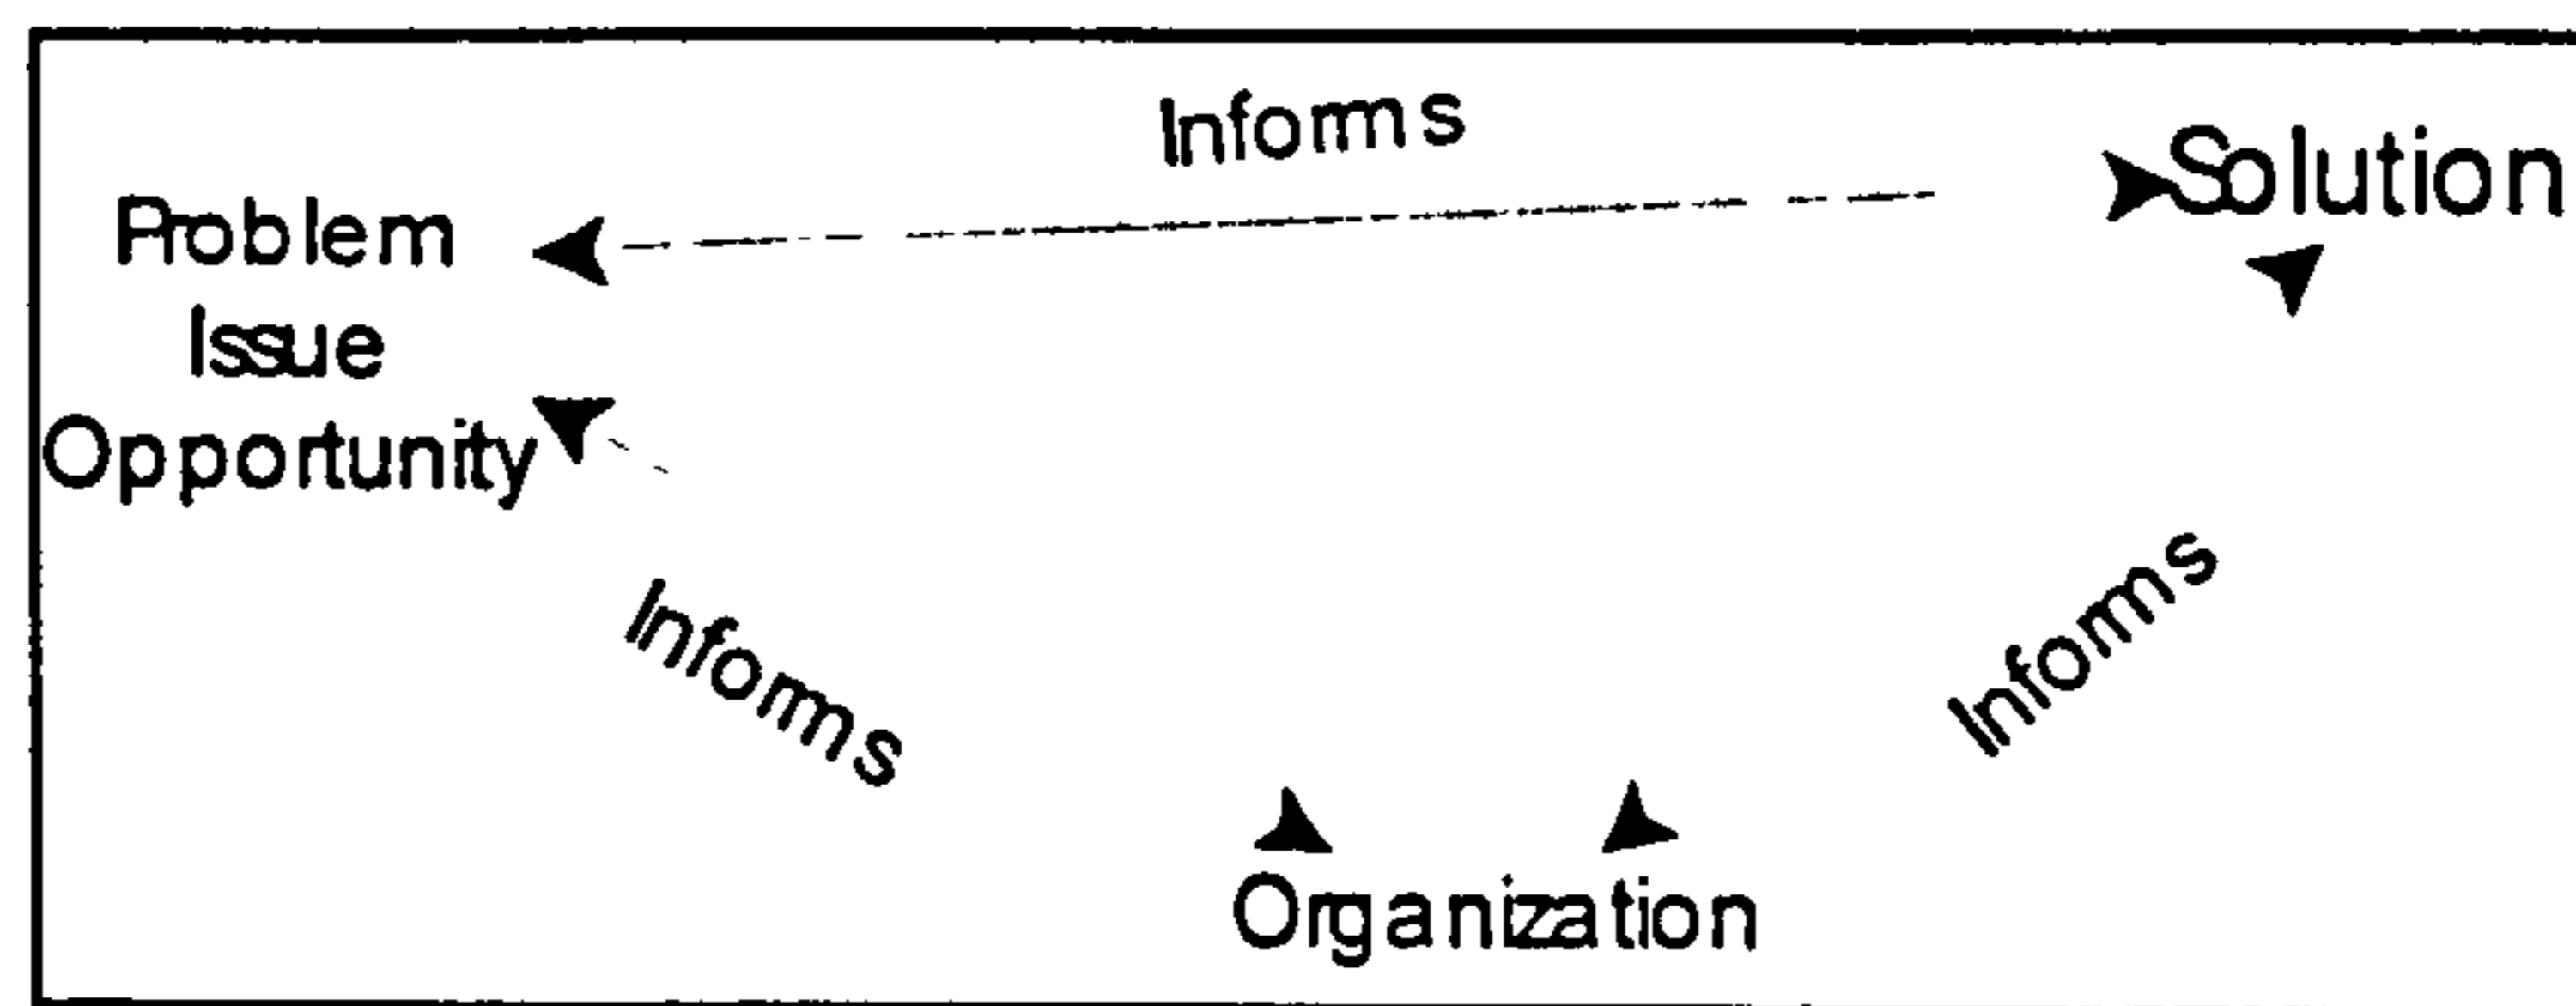 Informs
Solution
Problem
Issue
Opportunity
Informs
Informs
Organization